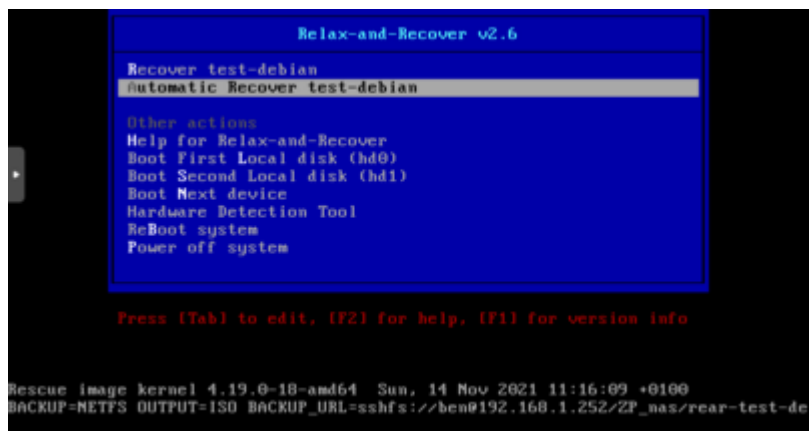 Relax-and-Recover v2.6
Recover test-debian
Automatic Recover test-debian
Other actions
Help for Relax-and-Recover
Boot First Local disk (hd0)
Boot Second Local disk (hd1)
Boot Next device
Hardware Detection Tool
ReBoot system
Power off system
Press [Tab] to edit, [F2] for help, [F1] for version info
Rescue image kernel 4.19.0-18-amd64 Sun, 14 Nov 2021 11:16:09 +0100
BACKUP=NETFS OUTPUT=ISO BACKUP_URL=sshfs://ben@192.168.1.252/ZP_nas/rear-test-de